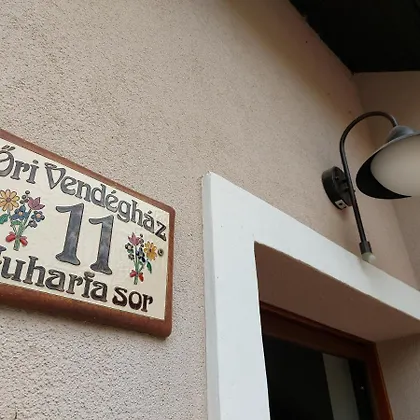 Őri Vendégház
11
uharfa sor